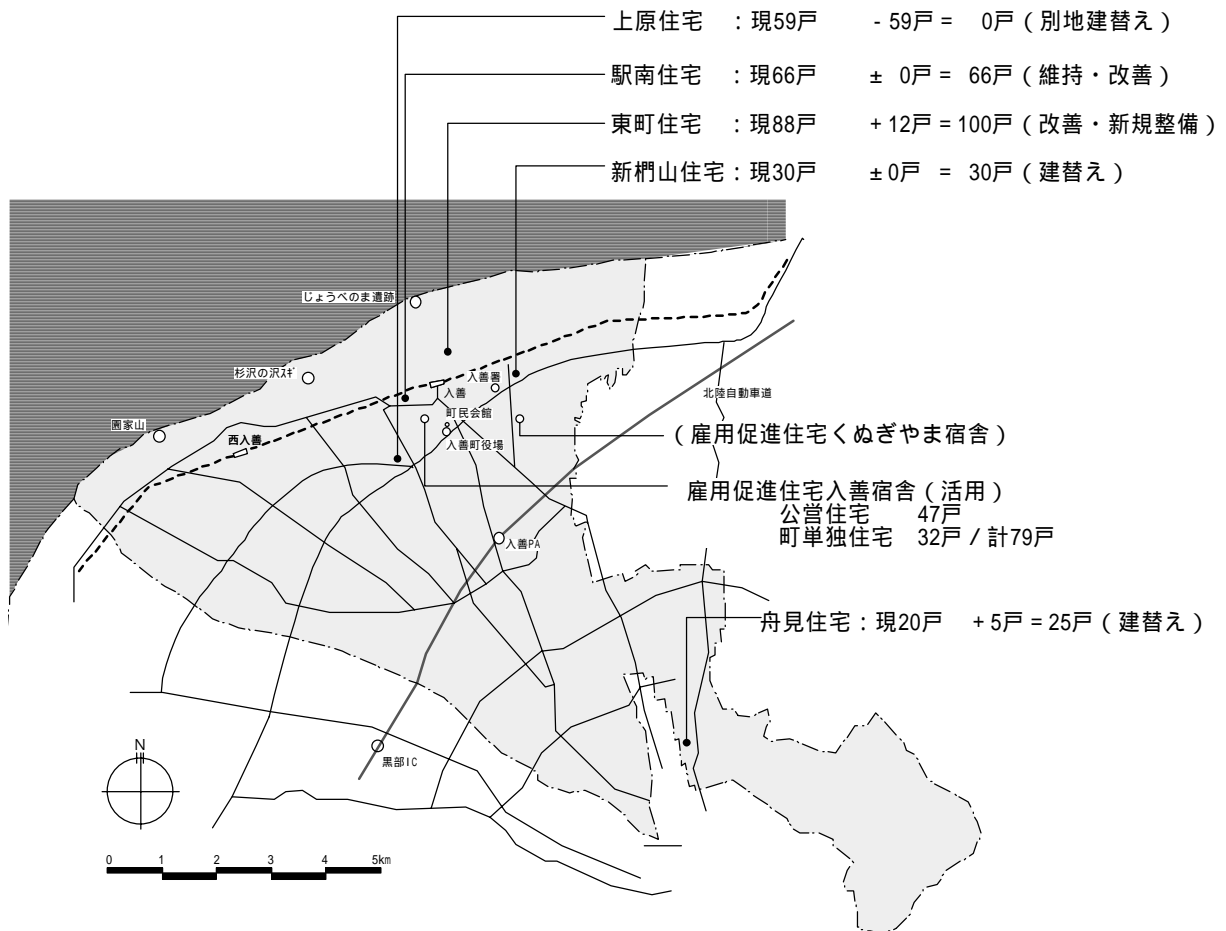 上原住宅　：現59戸　　- 59戸 =　0戸（別地建替え）
駅南住宅　：現66戸　　± 0戸 = 66戸（維持・改善）
東町住宅　：現88戸　　+ 12戸 = 100戸（改善・新規整備）
新椚山住宅：現30戸　　± 0戸 = 30戸（建替え）
じょうべのま遺跡
杉沢の沢スギ
園家山
西入善
入善署
入善
町民会館
入善町役場
北陸自動車道
（雇用促進住宅くぬぎやま宿舎）
雇用促進住宅入善宿舎（活用）
公営住宅　　47戸
町単独住宅　32戸 / 計79戸
入善PA
舟見住宅：現20戸　+ 5戸 = 25戸（建替え）
黒部IC
N
0 1 2 3 4 5km